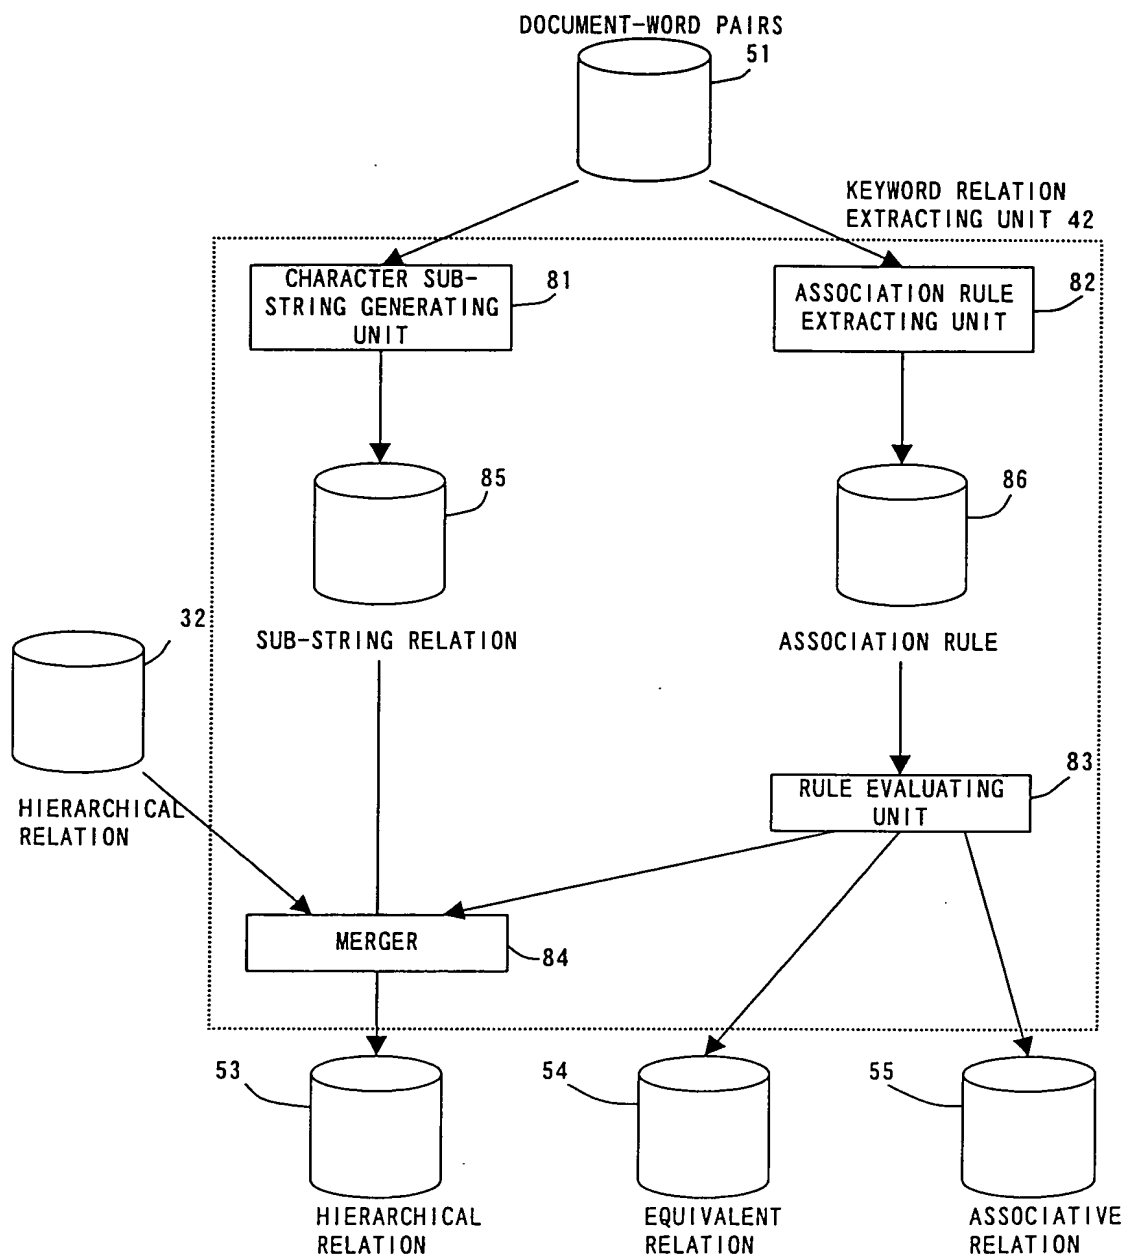 DOCUMENT-WORD PAIRS
51
KEYWORD RELATION
EXTRACTING UNIT 42
CHARACTER SUB-
STRING GENERATING
UNIT
81
ASSOCIATION RULE
EXTRACTING UNIT
82
85
86
32
SUB-STRING RELATION
ASSOCIATION RULE
HIERARCHICAL
RELATION
RULE EVALUATING
UNIT
83
MERGER
84
53
54
55
HIERARCHICAL
RELATION
EQUIVALENT
RELATION
ASSOCIATIVE
RELATION